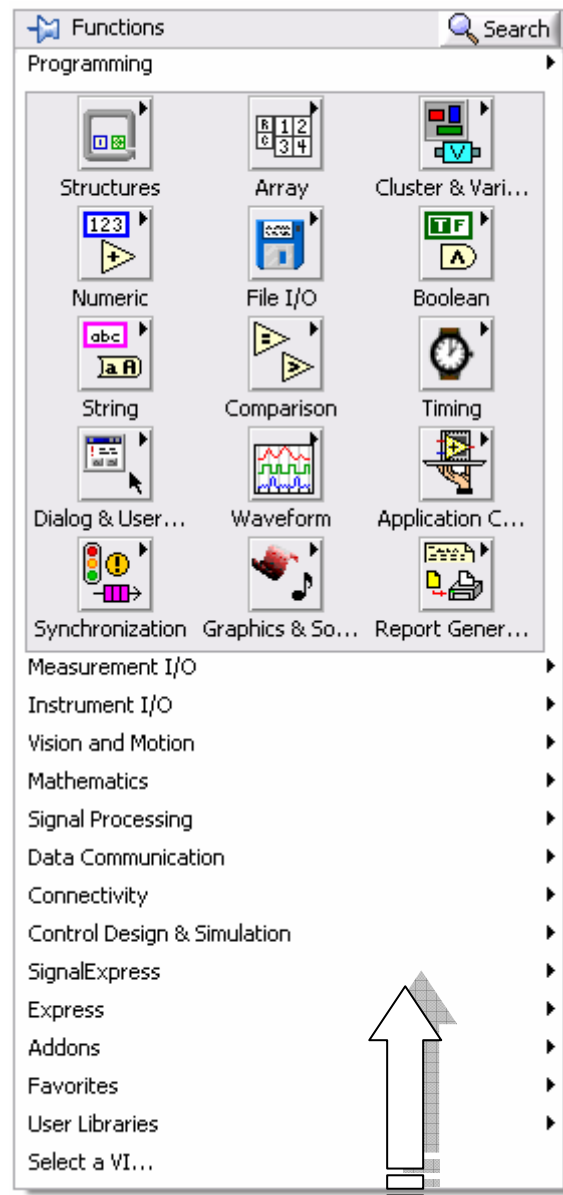 Functions Search
Programming
Structures Array Cluster & Vari...
Numeric File I/O Boolean
String Comparison Timing
Dialog & User... Waveform Application C...
Synchronization Graphics & So... Report Gener...
Measurement I/O
Instrument I/O
Vision and Motion
Mathematics
Signal Processing
Data Communication
Connectivity
Control Design & Simulation
SignalExpress
Express
Addons
Favorites
User Libraries
Select a VI...